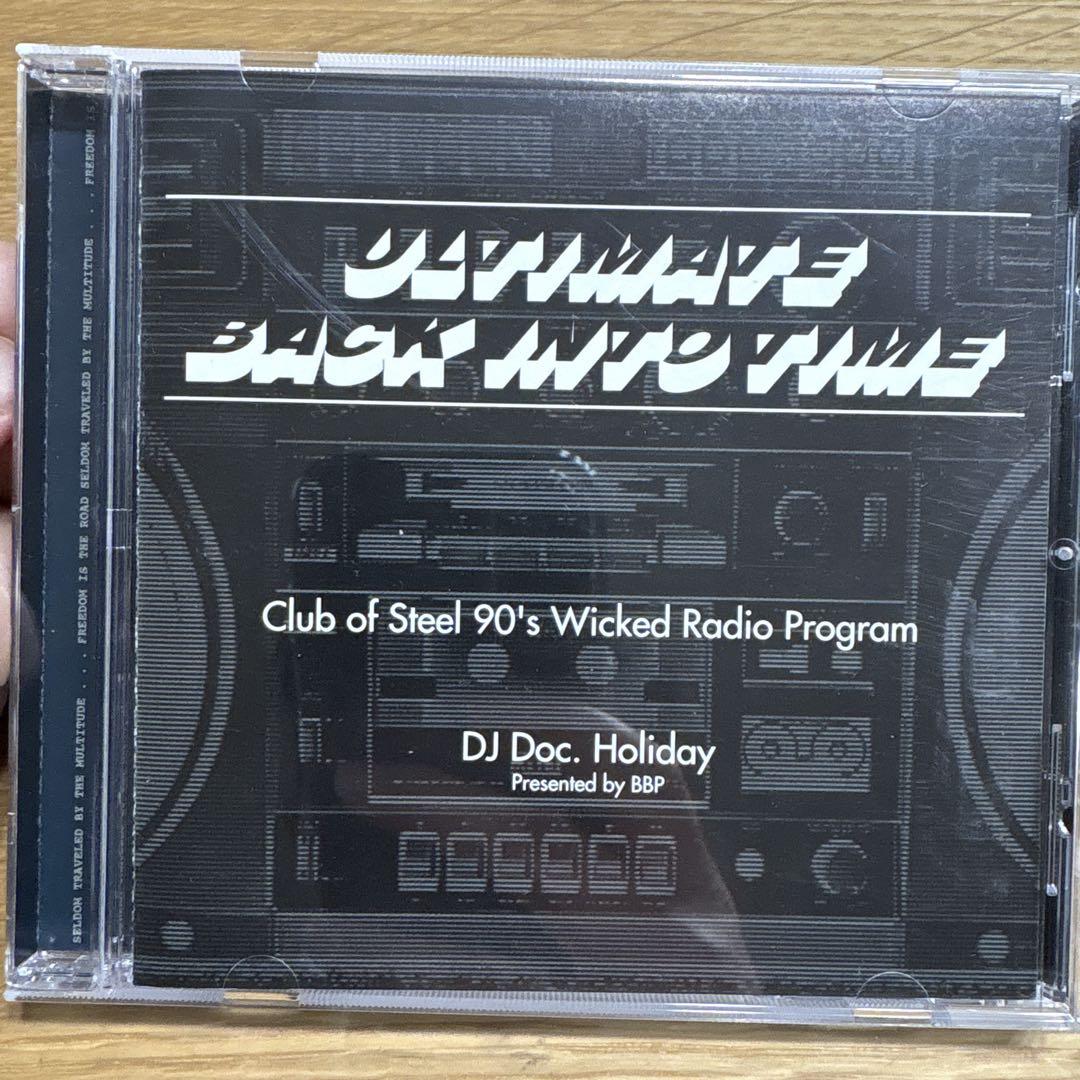 ULTIMATE
BACK INTO TIME
Club of Steel 90's Wicked Radio Program
DJ Doc. Holiday
Presented by BBP
SELDOM TRAVELED BY THE MULTITUDE . . . FREEDOM IS THE ROAD SELDOM TRAVELED BY THE MULTITUDE . . . FREEDOM IS